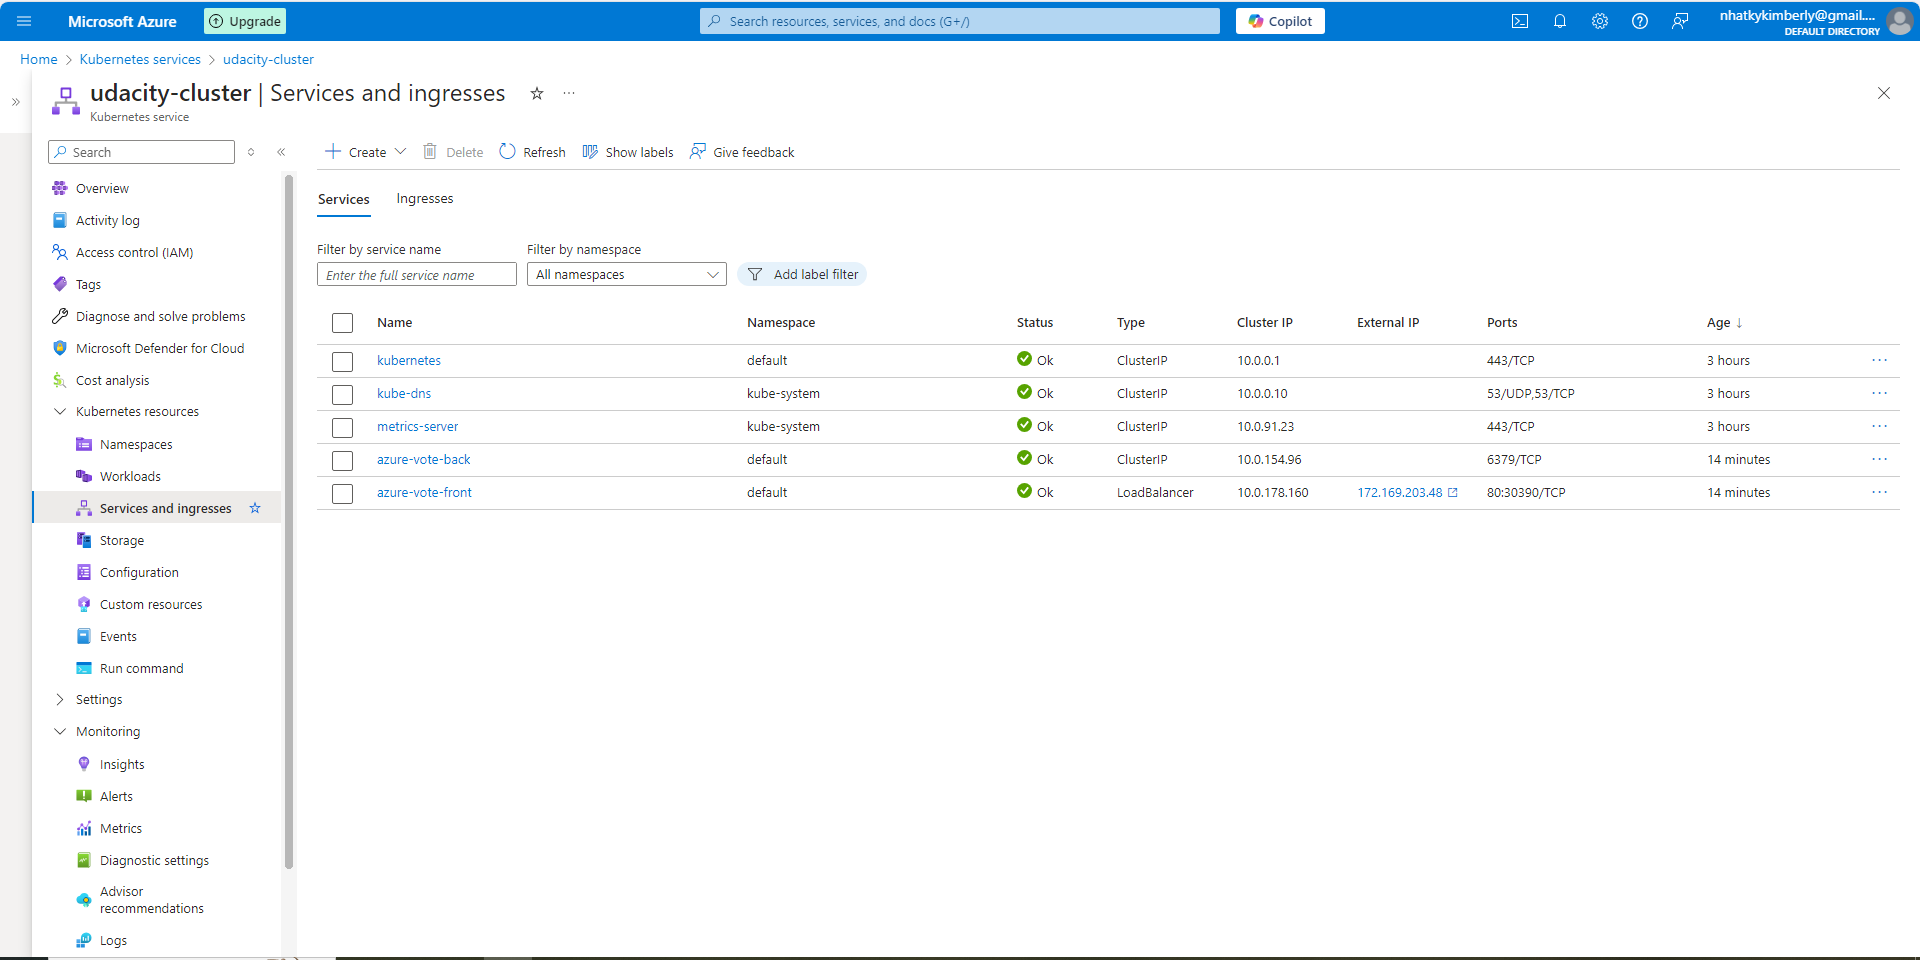 Microsoft Azure
Upgrade
Search resources, services, and docs (G+/)
Copilot
nhatkykimberly@gmail....
DEFAULT DIRECTORY
Home > Kubernetes services > udacity-cluster
udacity-cluster | Services and ingresses
Kubernetes service
Search
Create
Delete
Refresh
Show labels
Give feedback
Overview
Activity log
Access control (IAM)
Tags
Diagnose and solve problems
Microsoft Defender for Cloud
Cost analysis
Kubernetes resources
Namespaces
Workloads
Services and ingresses
Storage
Configuration
Custom resources
Events
Run command
Settings
Monitoring
Insights
Alerts
Metrics
Diagnostic settings
Advisor
recommendations
Logs
Services Ingresses
Filter by service name
Enter the full service name
Filter by namespace
All namespaces
Add label filter
Name Namespace Status Type Cluster IP External IP Ports Age ↓
kubernetes default Ok ClusterIP 10.0.0.1 443/TCP 3 hours
kube-dns kube-system Ok ClusterIP 10.0.0.10 53/UDP,53/TCP 3 hours
metrics-server kube-system Ok ClusterIP 10.0.91.23 443/TCP 3 hours
azure-vote-back default Ok ClusterIP 10.0.154.96 6379/TCP 14 minutes
azure-vote-front default Ok LoadBalancer 10.0.178.160 172.169.203.48 80:30390/TCP 14 minutes